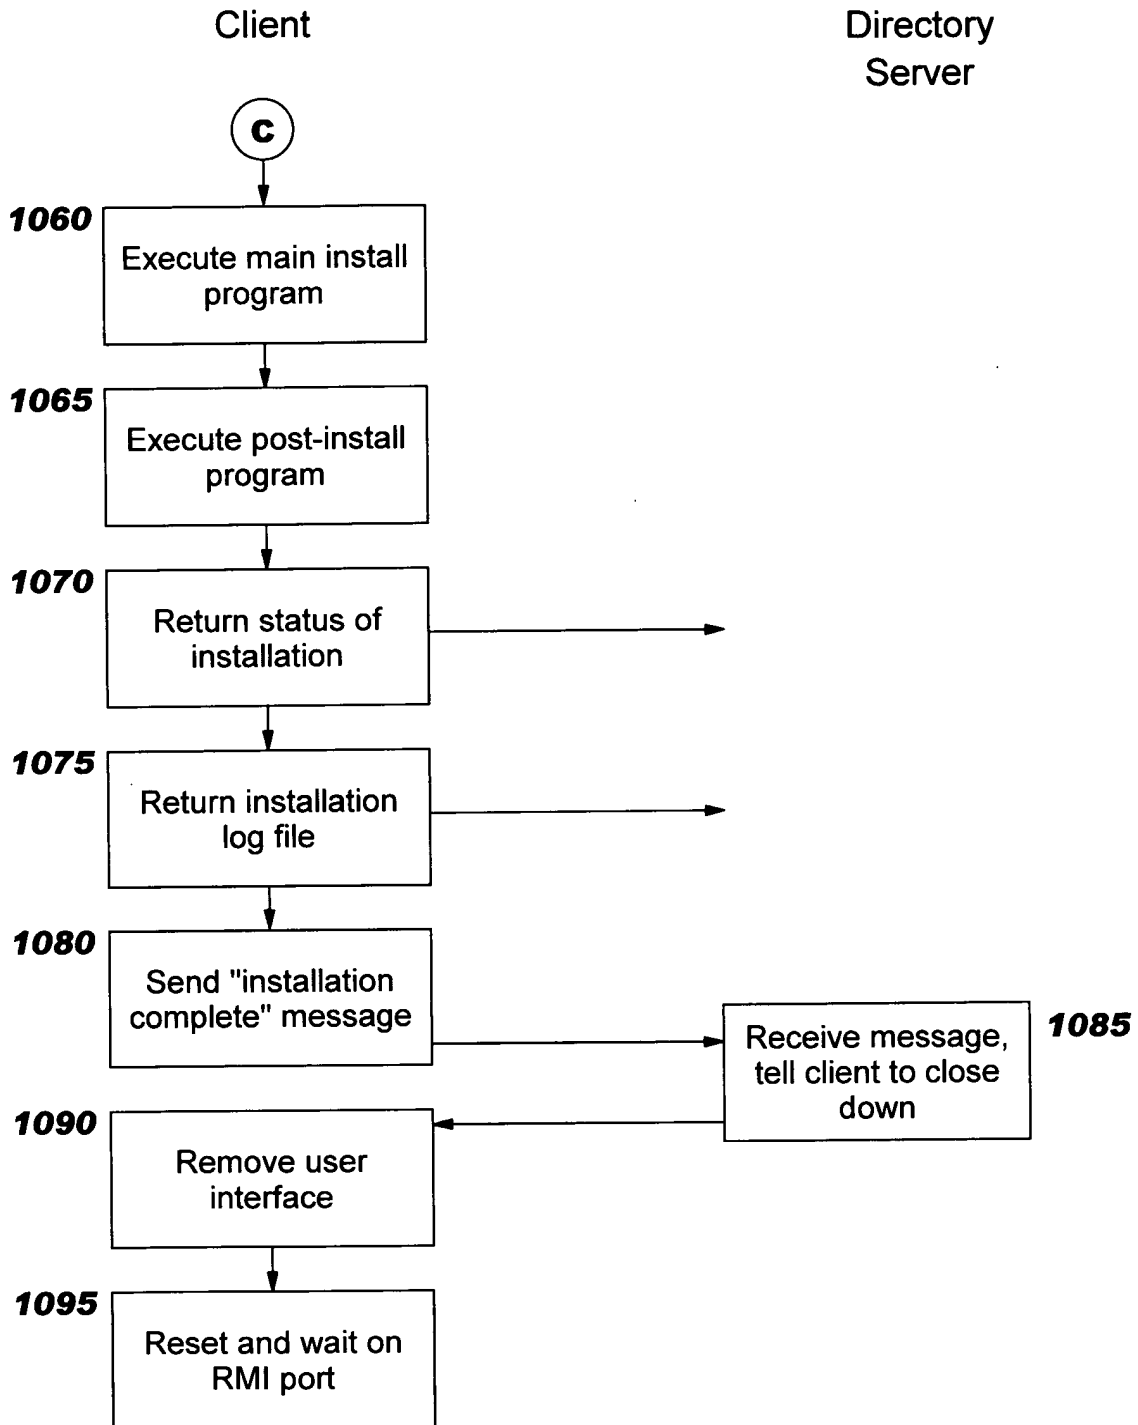 Client
Directory
Server
C
1060
Execute main install
program
1065
Execute post-install
program
1070
Return status of
installation
1075
Return installation
log file
1080
Send "installation
complete" message
1085
Receive message,
tell client to close
down
1090
Remove user
interface
1095
Reset and wait on
RMI port